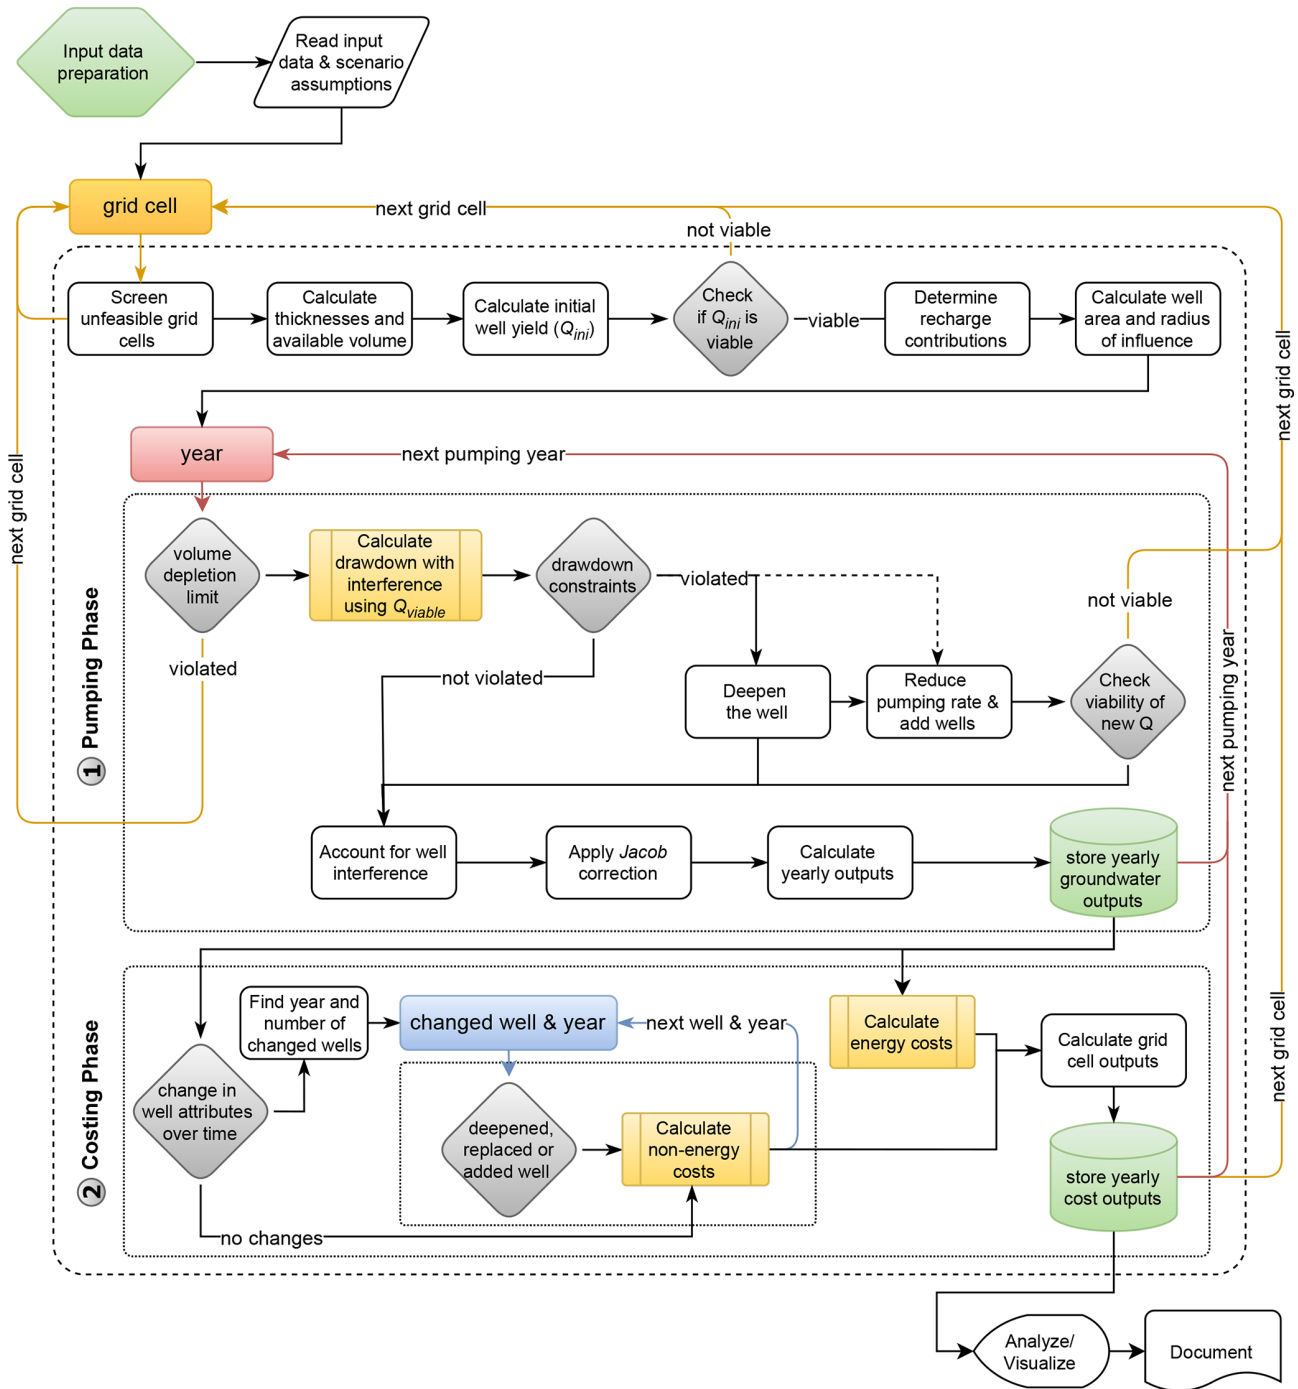 Input data
preparation
Read input
data & scenario
assumptions
grid cell
next grid cell
not viable
Screen
unfeasible grid
cells
Calculate
thicknesses and
available volume
Calculate initial
well yield (Qini)
Check
if Qini is
viable
viable
Determine
recharge
contributions
Calculate well
area and radius
of influence
next grid cell
next grid cell
year
next pumping year
1 Pumping Phase
volume
depletion
limit
violated
Calculate
drawdown with
interference
using Qviable
drawdown
constraints
violated
not violated
not viable
Deepen
the well
Reduce
pumping rate &
add wells
Check
viability of
new Q
next pumping year
Account for well
interference
Apply Jacob
correction
Calculate
yearly outputs
store yearly
groundwater
outputs
2 Costing Phase
Find year and
number of
changed wells
changed well & year
next well & year
Calculate
energy costs
Calculate grid
cell outputs
next grid cell
change in
well attributes
over time
deepened,
replaced or
added well
Calculate
non-energy
costs
store yearly
cost outputs
no changes
Analyze/
Visualize
Document